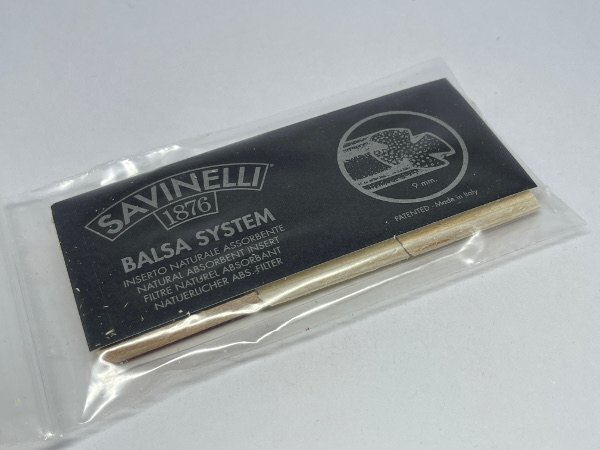 SAVINELLI
1876
BALSA SYSTEM
INSERTO NATURALE ASSORBENTE
NATURAL ABSORBENT INSERT
FILTRE NATUREL ABSORBANT
NATUERLICHER ABS.-FILTER
9 mm.
PATENTED - Made in Italy